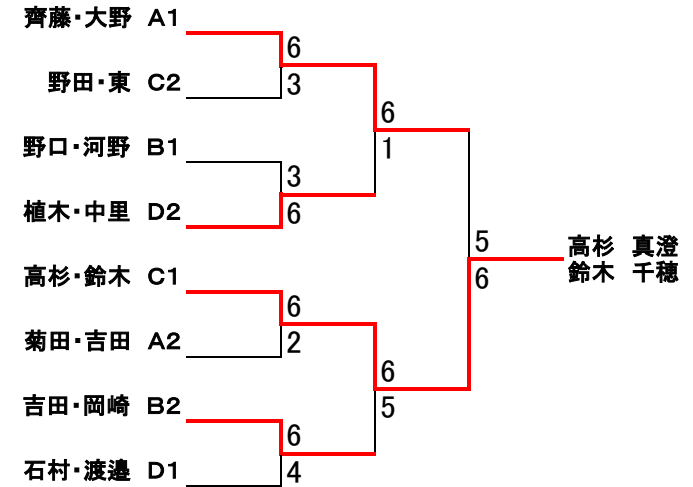 齊藤・大野 A1
6
3
野田・東 C2
6
1
野口・河野 B1
3
6
植木・中里 D2
5
6
高杉 真澄
鈴木 千穂
高杉・鈴木 C1
6
2
菊田・吉田 A2
6
5
吉田・岡崎 B2
6
4
石村・渡邉 D1